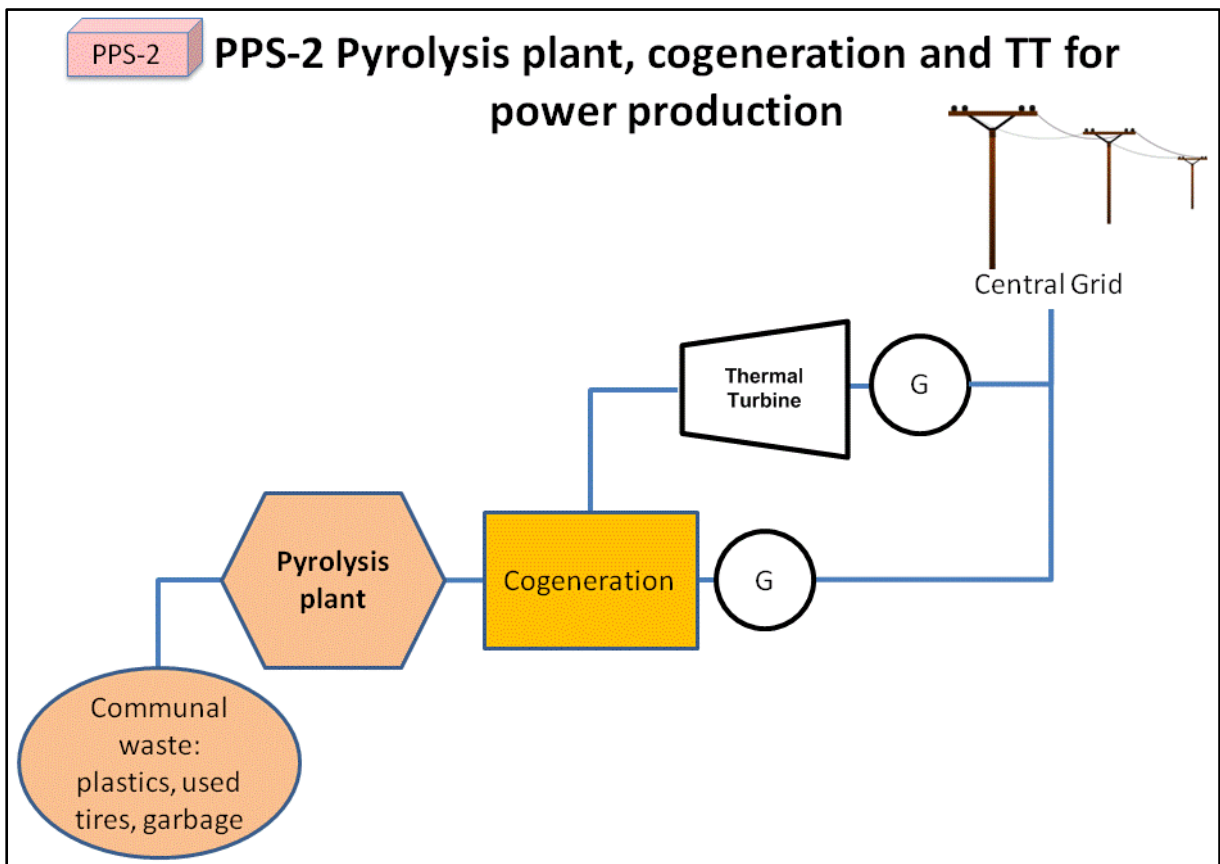 PPS-2
PPS-2 Pyrolysis plant, cogeneration and TT for
power production
Central Grid
Thermal
Turbine
G
Pyrolysis
plant
Cogeneration
G
Communal
waste:
plastics, used
tires, garbage